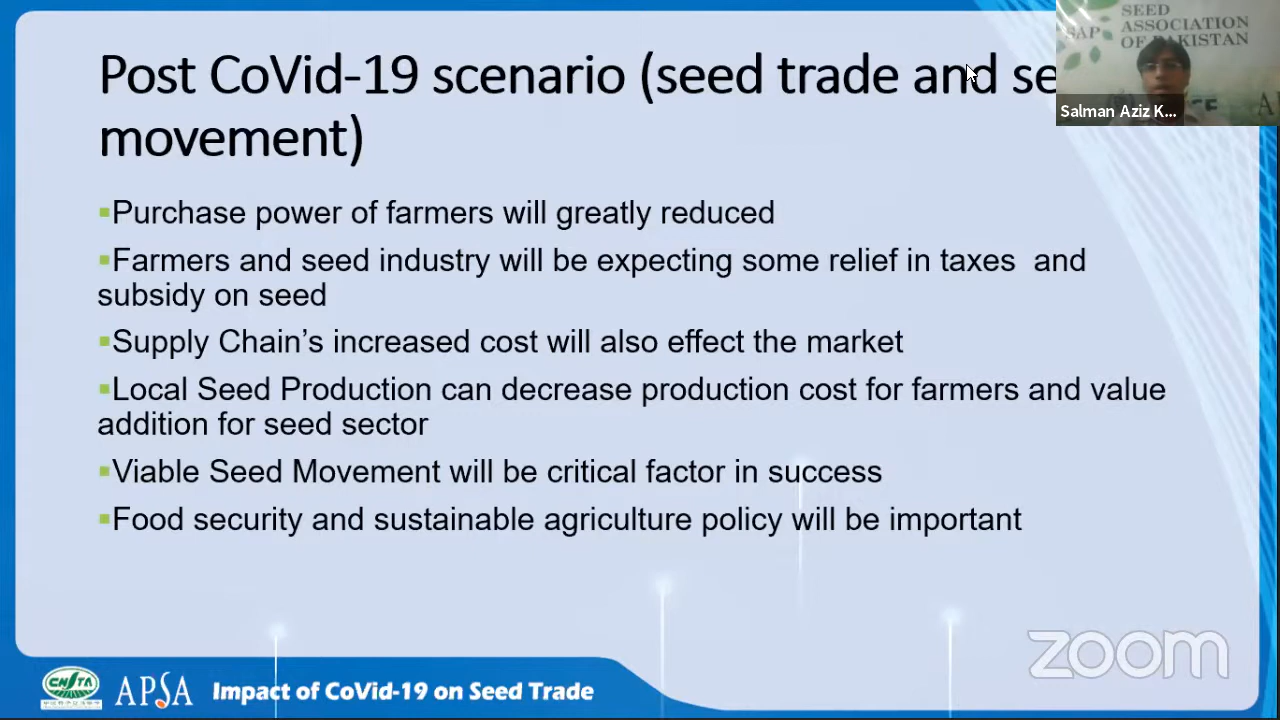 Post CoVid-19 scenario (seed trade and se
movement)
SEED
SAP ASSOCIATION
OF PAKISTAN
Salman Aziz K...
▪Purchase power of farmers will greatly reduced
▪Farmers and seed industry will be expecting some relief in taxes  and
subsidy on seed
▪Supply Chain's increased cost will also effect the market
▪Local Seed Production can decrease production cost for farmers and value
addition for seed sector
▪Viable Seed Movement will be critical factor in success
▪Food security and sustainable agriculture policy will be important
zoom
CNSTA
APSA
Impact of CoVid-19 on Seed Trade